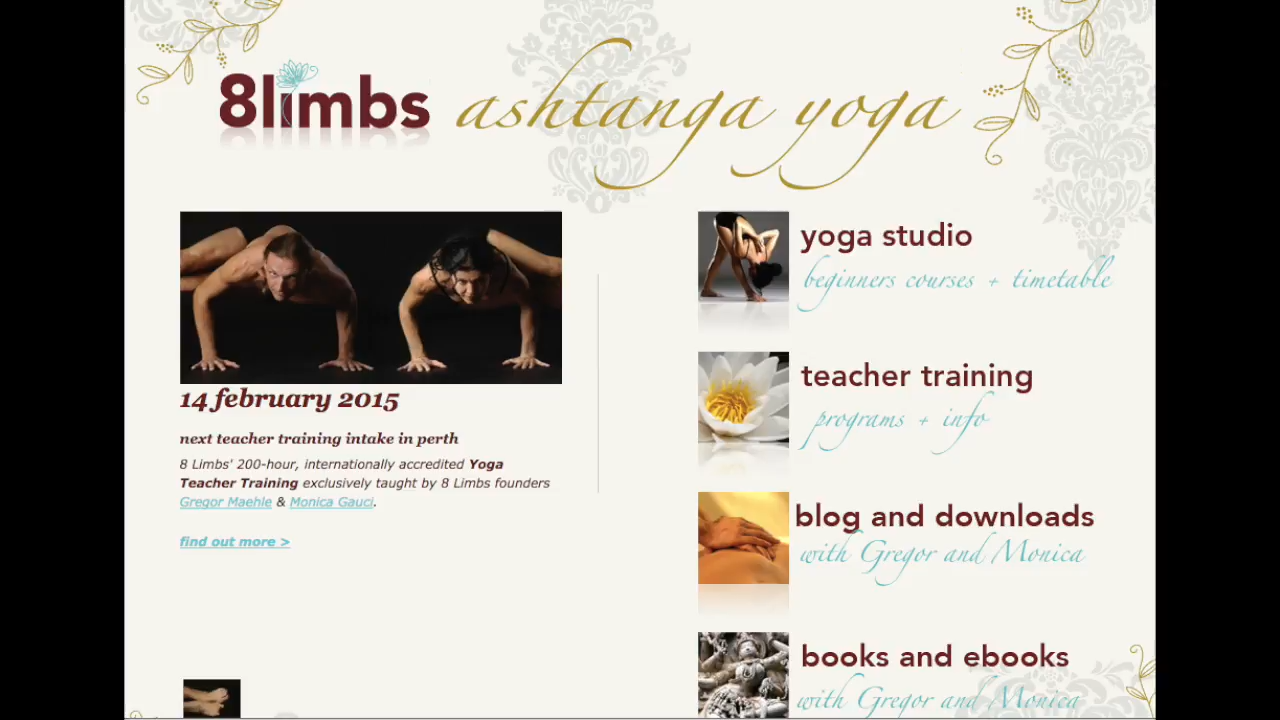 8limbs ashtanga yoga
14 february 2015
next teacher training intake in perth
8 Limbs' 200-hour, internationally accredited Yoga
Teacher Training exclusively taught by 8 Limbs founders
Gregor Maehle & Monica Gauci.
find out more >
yoga studio
beginners courses + timetable
teacher training
programs + info
blog and downloads
with Gregor and Monica
books and ebooks
with Gregor and Monica